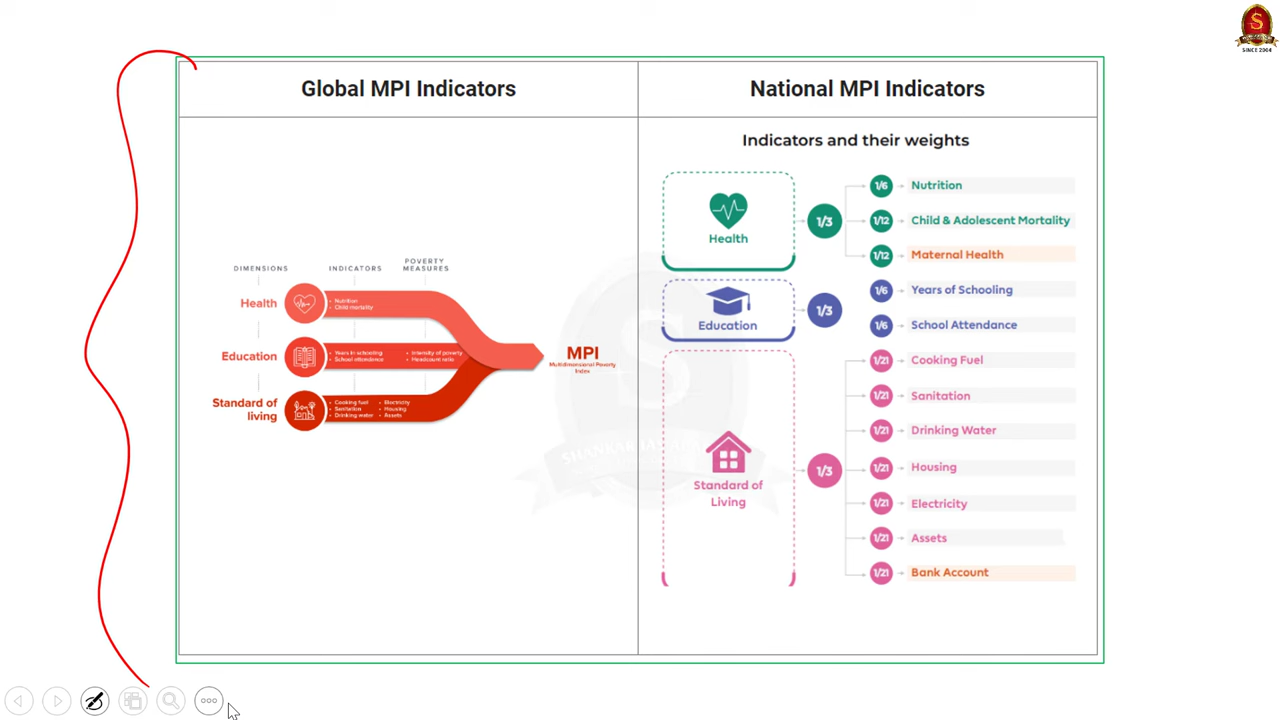 SINCE 2004
Global MPI Indicators
National MPI Indicators
DIMENSIONS
INDICATORS
POVERTY
MEASURES
Health
• Nutrition
• Child mortality
Education
• Years in schooling
• School attendance
• Intensity of poverty
• Headcount ratio
Standard of
living
• Cooking fuel
• Sanitation
• Drinking water
• Electricity
• Housing
• Assets
MPI
Multidimensional Poverty
Index
Indicators and their weights
Health
1/3
1/6 Nutrition
1/12 Child & Adolescent Mortality
1/12 Maternal Health
Education
1/3
1/6 Years of Schooling
1/6 School Attendance
Standard of
Living
1/3
1/21 Cooking Fuel
1/21 Sanitation
1/21 Drinking Water
1/21 Housing
1/21 Electricity
1/21 Assets
1/21 Bank Account